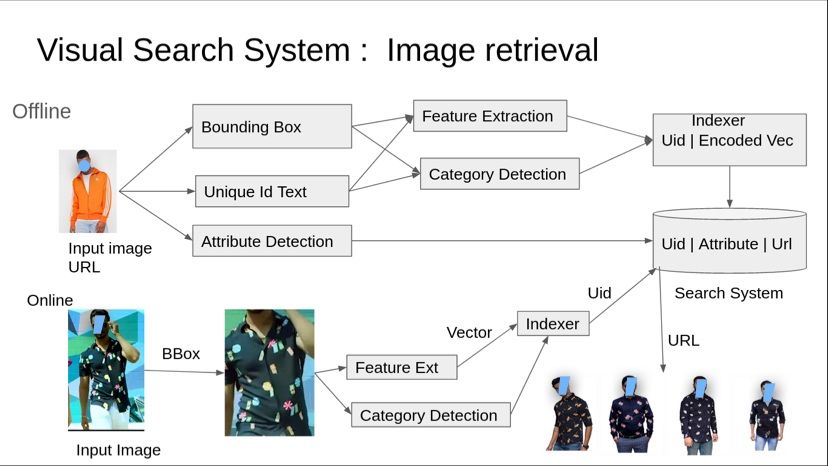 Visual Search System :  Image retrieval
Offline
Bounding Box
Feature Extraction
Indexer
Uid | Encoded Vec
Category Detection
Unique Id Text
Attribute Detection
Uid | Attribute | Url
Input image
URL
Search System
Online
Uid
BBox
Vector
Indexer
URL
Feature Ext
Category Detection
Input Image